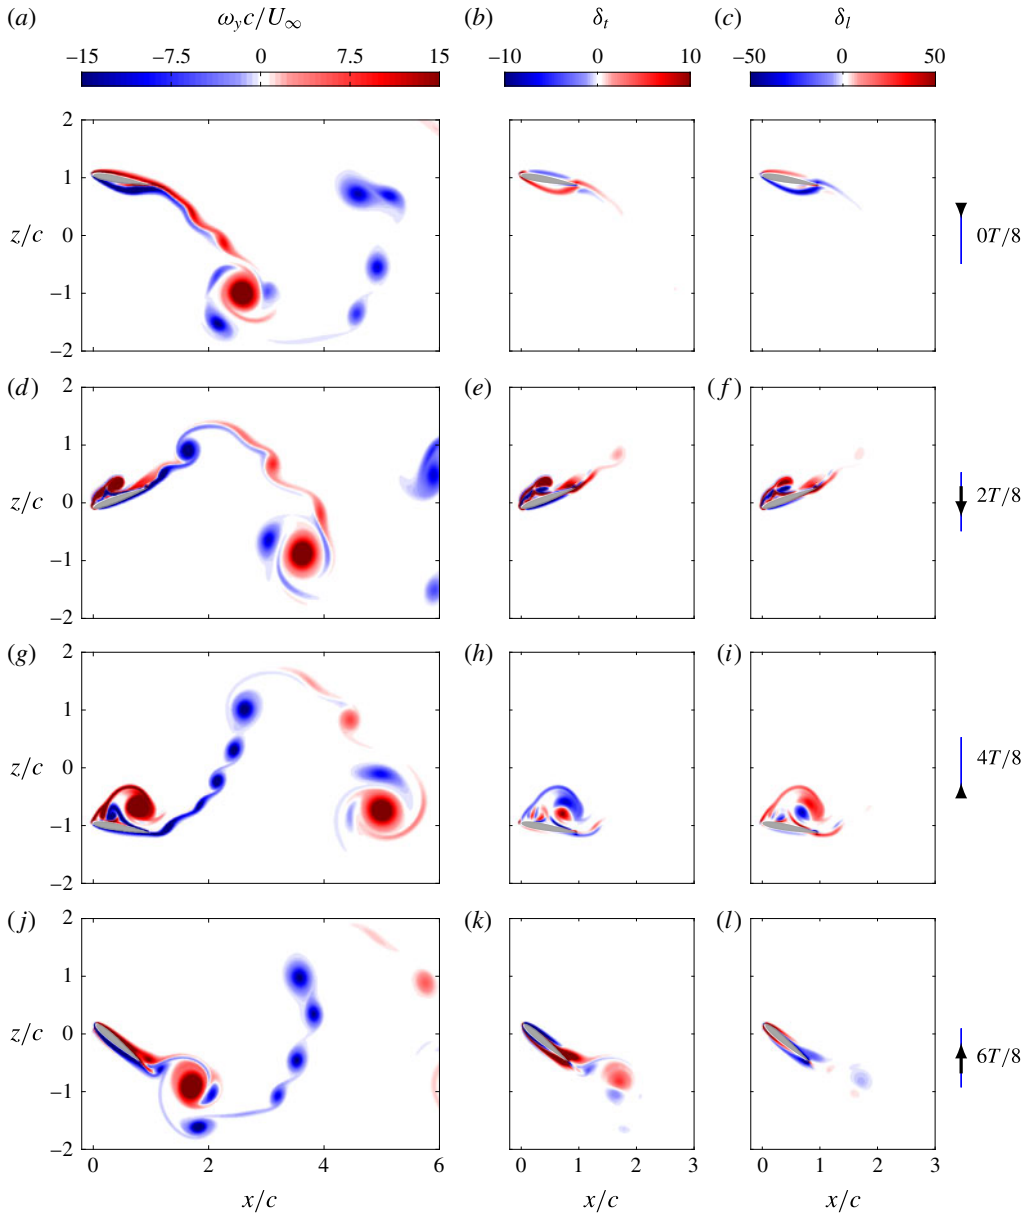 (a) ω_y c/U_∞ (b) δ_t (c) δ_l
−15 −7.5 0 7.5 15 −10 0 10 −50 0 50
2
1
z/c 0 0T/8
−1
−2
(d) 2 (e) (f)
1
z/c 0 2T/8
−1
−2
(g) 2 (h) (i)
1
z/c 0 4T/8
−1
−2
(j) 2 (k) (l)
1
z/c 0 6T/8
−1
−2
0 2 4 6 0 1 2 3 0 1 2 3
x/c x/c x/c